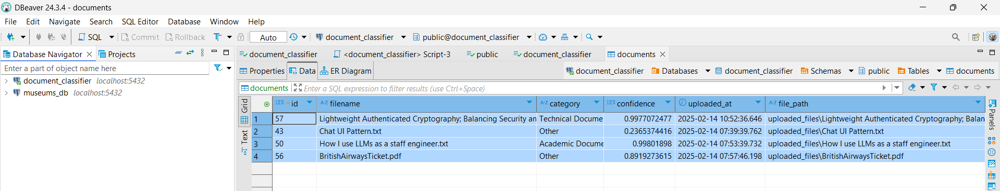 DBeaver 24.3.4 - documents
File Edit Navigate Search SQL Editor Database Window Help
SQL Commit Rollback Auto document_classifier public@document_classifier
Database Navigator Projects
document_classifier <document_classifier> Script-3 public document_classifier documents
Enter a part of object name here
Properties Data ER Diagram
document_classifier Databases document_classifier Schemas public Tables documents
document_classifier localhost:5432
museums_db localhost:5432
documents Enter a SQL expression to filter results (use Ctrl+Space)
Grid
Text
Panels
123 id A-Z filename A-Z category 123 confidence uploaded_at A-Z file_path
1 57 Lightweight Authenticated Cryptography; Balancing Security an Technical Docume 0.9977072477 2025-02-14 10:52:36.646 uploaded_files\Lightweight Authenticated Cryptography; Balan
2 43 Chat UI Pattern.txt Other 0.2365374416 2025-02-14 07:39:39.762 uploaded_files\Chat UI Pattern.txt
3 50 How I use LLMs as a staff engineer.txt Academic Docume 0.99801898 2025-02-14 07:53:39.732 uploaded_files\How I use LLMs as a staff engineer.txt
4 56 BritishAirwaysTicket.pdf Other 0.8919273615 2025-02-14 07:57:46.198 uploaded_files\BritishAirwaysTicket.pdf